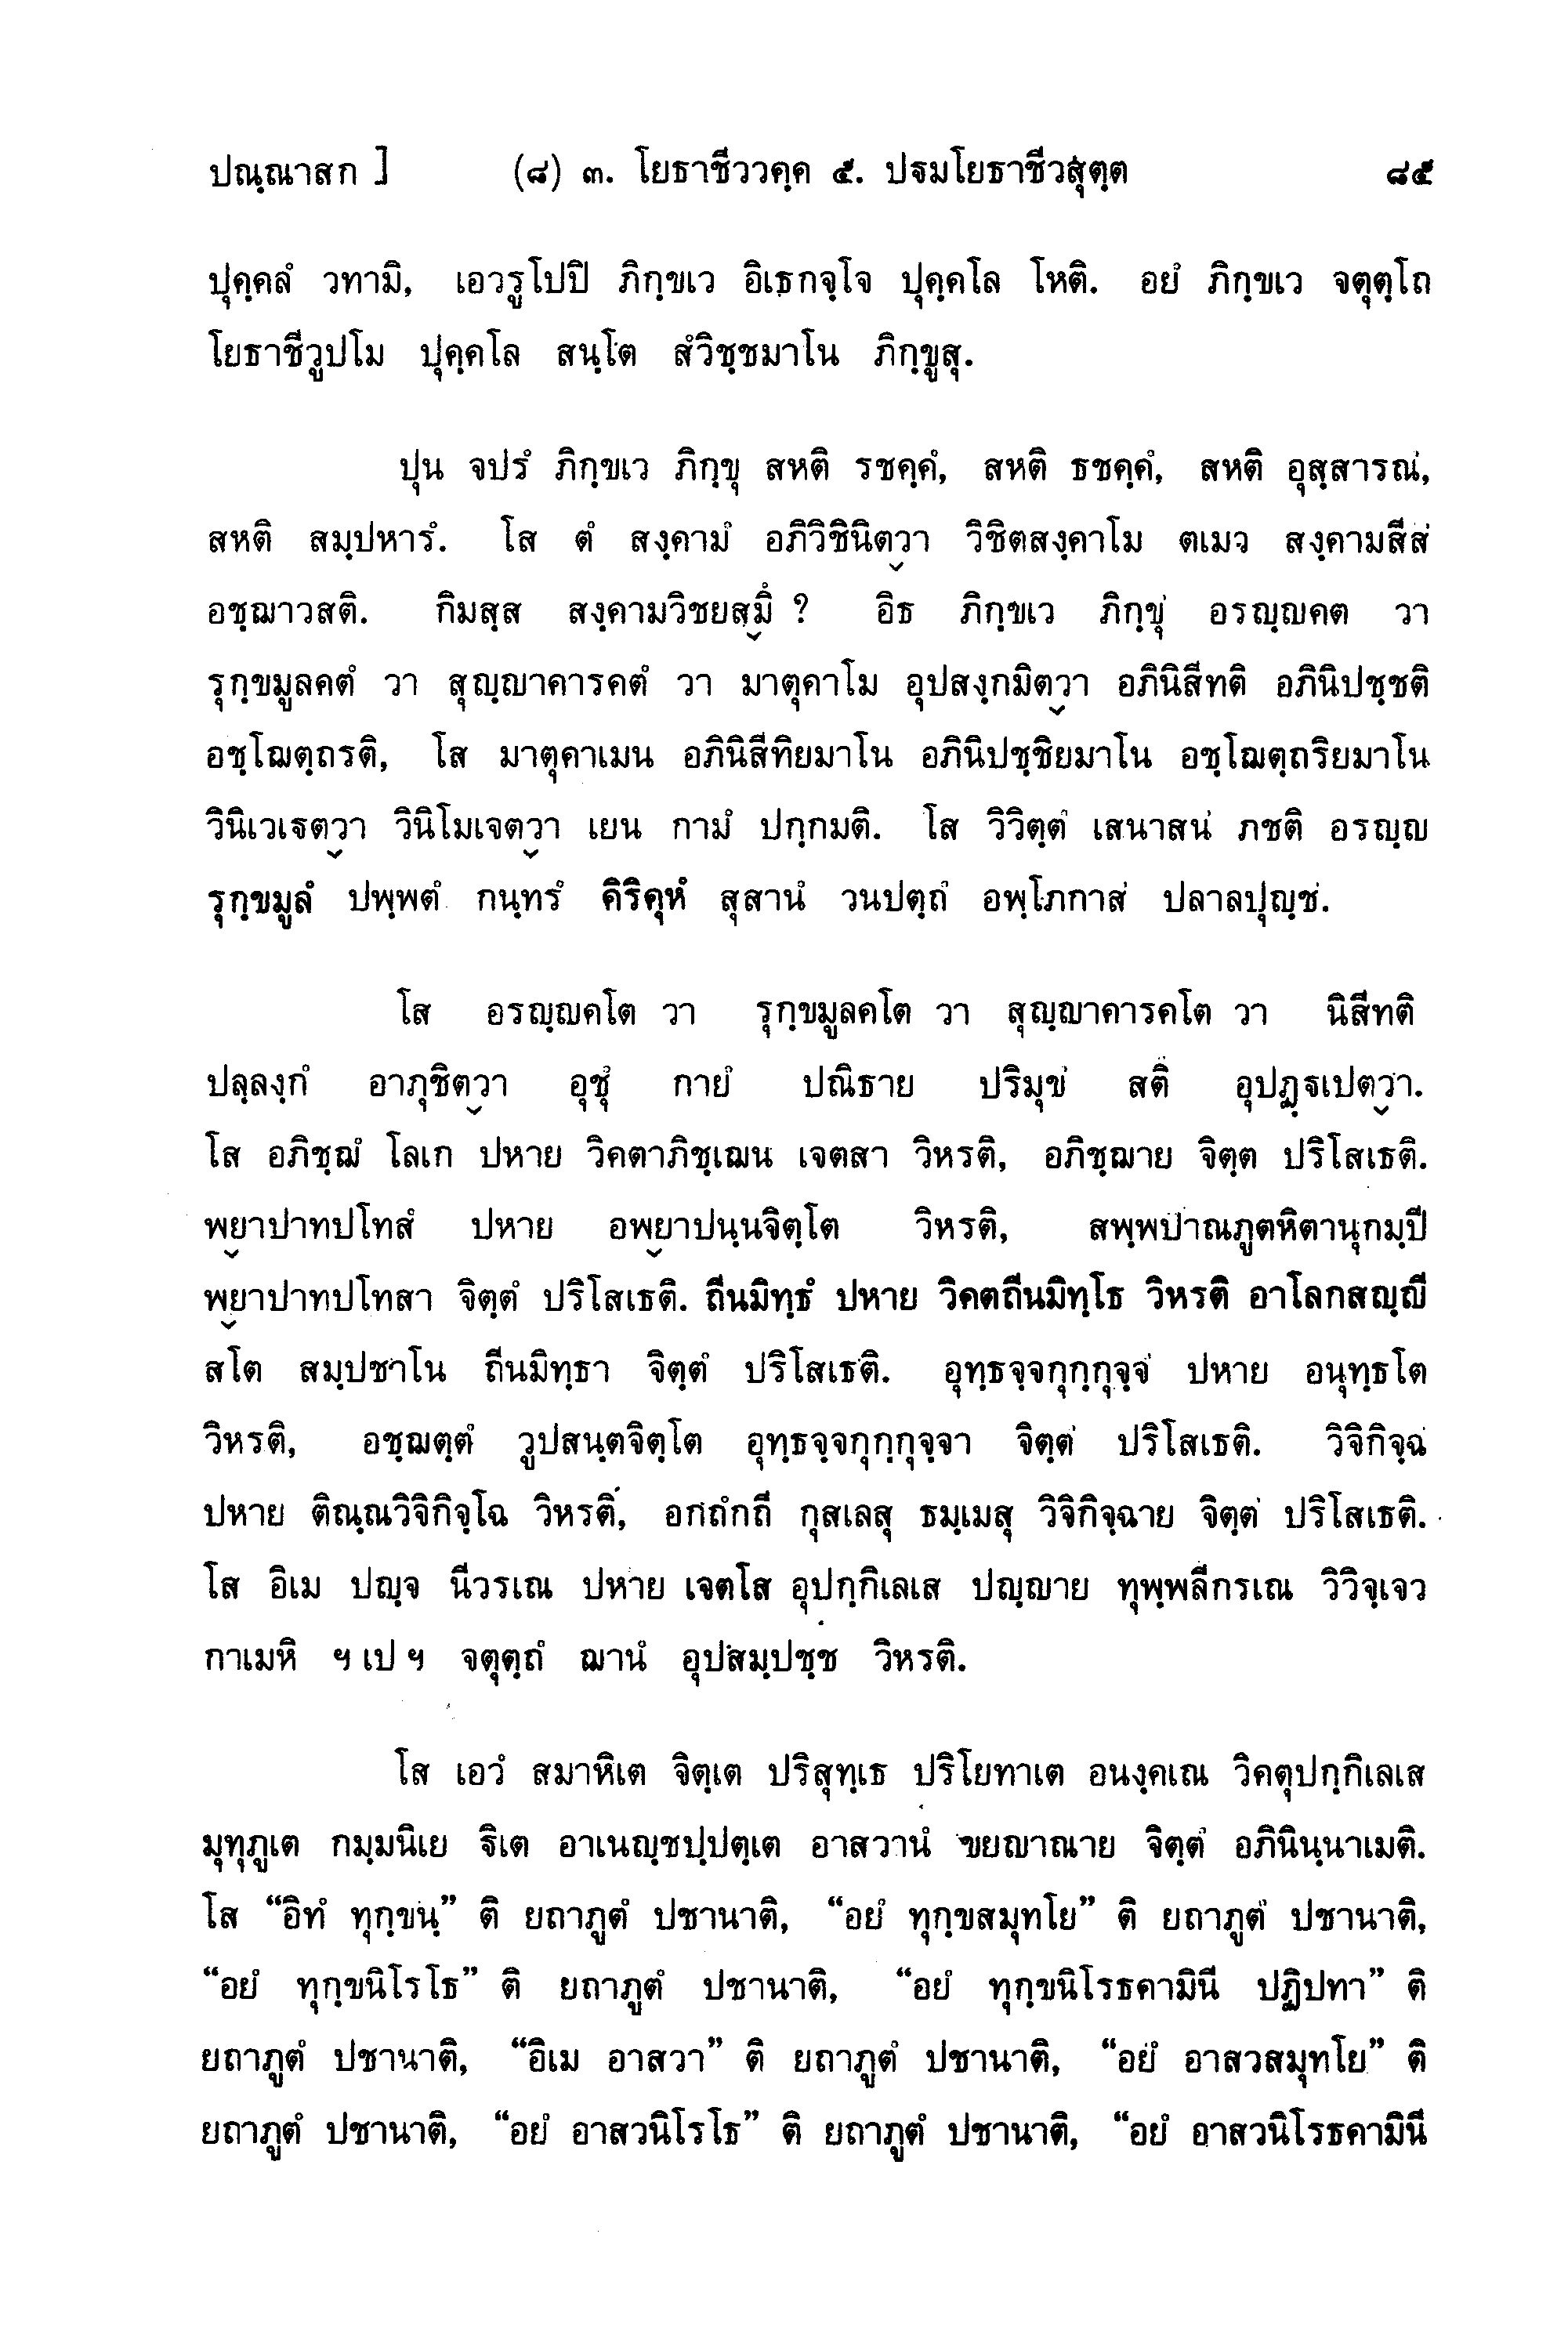 ปณฺณาสก ] (๘) ๓. โยธาชีววคฺค ๕. ปฐมโยธาชีวสุตฺต ๘๕
ปุคฺคลํ วทามิ, เอวรูโปปิ ภิกฺขเว อิเธกจฺโจ ปุคฺคโล โหติ. อยํ ภิกฺขเว จตุตฺโถ
โยธาชีวูปโม ปุคฺคโล สนฺโต สํวิชฺชมาโน ภิกฺขูสุ.
ปุน จปรํ ภิกฺขเว ภิกฺขุ สหติ รชคฺคํ, สหติ ธชคฺคํ, สหติ อุสฺสารณํ,
สหติ สมฺปหารํ. โส ตํ สงฺคามํ อภิวิชินิตฺวา วิชิตสงฺคาโม ตเมว สงฺคามสีสํ
อชฺฌาวสติ. กิมสฺส สงฺคามวิชยสฺมึ ? อิธ ภิกฺขเว ภิกฺขุํ อรญฺญคต วา
รุกฺขมูลคตํ วา สุญฺญาคารคตํ วา มาตุคาโม อุปสงฺกมิตฺวา อภินิสีทติ อภินิปชฺชติ
อชฺโฌตฺถรติ, โส มาตุคาเมน อภินิสีทิยมาโน อภินิปชฺชิยมาโน อชฺโฌตฺถริยมาโน
วินิเวเธตฺวา วินิโมเจตฺวา เยน กามํ ปกฺกมติ. โส วิวิตฺตํ เสนาสนํ ภชติ อรญฺญ
รุกฺขมูลํ ปพฺพตํ กนฺทรํ คิริคุหํ สุสานํ วนปตฺถํ อพฺโภกาสํ ปลาลปุญฺชํ.
โส อรญฺญคโต วา รุกฺขมูลคโต วา สุญฺญาคารคโต วา นิสีทติ
ปลฺลงฺกํ อาภุชิตฺวา อุชุํ กายํ ปณิธาย ปริมุขํ สตึ อุปฏฺฐเปตฺวา.
โส อภิชฺฌํ โลเก ปหาย วิคตาภิชฺเฌน เจตสา วิหรติ, อภิชฺฌาย จิตฺต ปริโสเธติ.
พฺยาปาทปโทสํ ปหาย อพฺยาปนฺนจิตฺโต วิหรติ, สพฺพปาณภูตหิตานุกมฺปี
พฺยาปาทปโทสา จิตฺตํ ปริโสเธติ. ถีนมิทฺธํ ปหาย วิคตถีนมิทฺโธ วิหรติ อาโลกสญฺญี
สโต สมฺปชาโน ถีนมิทฺธา จิตฺตํ ปริโสเธติ. อุทฺธจฺจกุกฺกุจฺจํ ปหาย อนุทฺธโต
วิหรติ, อชฺฌตฺตํ วูปสนฺตจิตฺโต อุทฺธจฺจกุกฺกุจฺจา จิตฺตํ ปริโสเธติ. วิจิกิจฺฉํ
ปหาย ติณฺณวิจิกิจฺโฉ วิหรติ, อกถํกถี กุสเลสุ ธมฺเมสุ วิจิกิจฺฉาย จิตฺตํ ปริโสเธติ.
โส อิเม ปญฺจ นีวรเณ ปหาย เจตโส อุปกฺกิเลเส ปญฺญาย ทุพฺพลีกรเณ วิวิจฺเจว
กาเมหิ ฯ เป ฯ จตุตฺถํ ฌานํ อุปสมฺปชฺช วิหรติ.
โส เอวํ สมาหิเต จิตฺเต ปริสุทฺเธ ปริโยทาเต อนงฺคเณ วิคตุปกฺกิเลเส
มุทุภูเต กมฺมนิเย ฐิเต อาเนญฺชปฺปตฺเต อาสวานํ ขยญาณาย จิตฺตํ อภินินฺนาเมติ.
โส “อิทํ ทุกฺขนฺ” ติ ยถาภูตํ ปชานาติ, “อยํ ทุกฺขสมุทโย” ติ ยถาภูตํ ปชานาติ,
“อยํ ทุกฺขนิโรโธ” ติ ยถาภูตํ ปชานาติ, “อยํ ทุกฺขนิโรธคามินี ปฏิปทา” ติ
ยถาภูตํ ปชานาติ, “อิเม อาสวา” ติ ยถาภูตํ ปชานาติ, “อยํ อาสวสมุทโย” ติ
ยถาภูตํ ปชานาติ, “อยํ อาสวนิโรโธ” ติ ยถาภูตํ ปชานาติ, “อยํ อาสวนิโรธคามินี